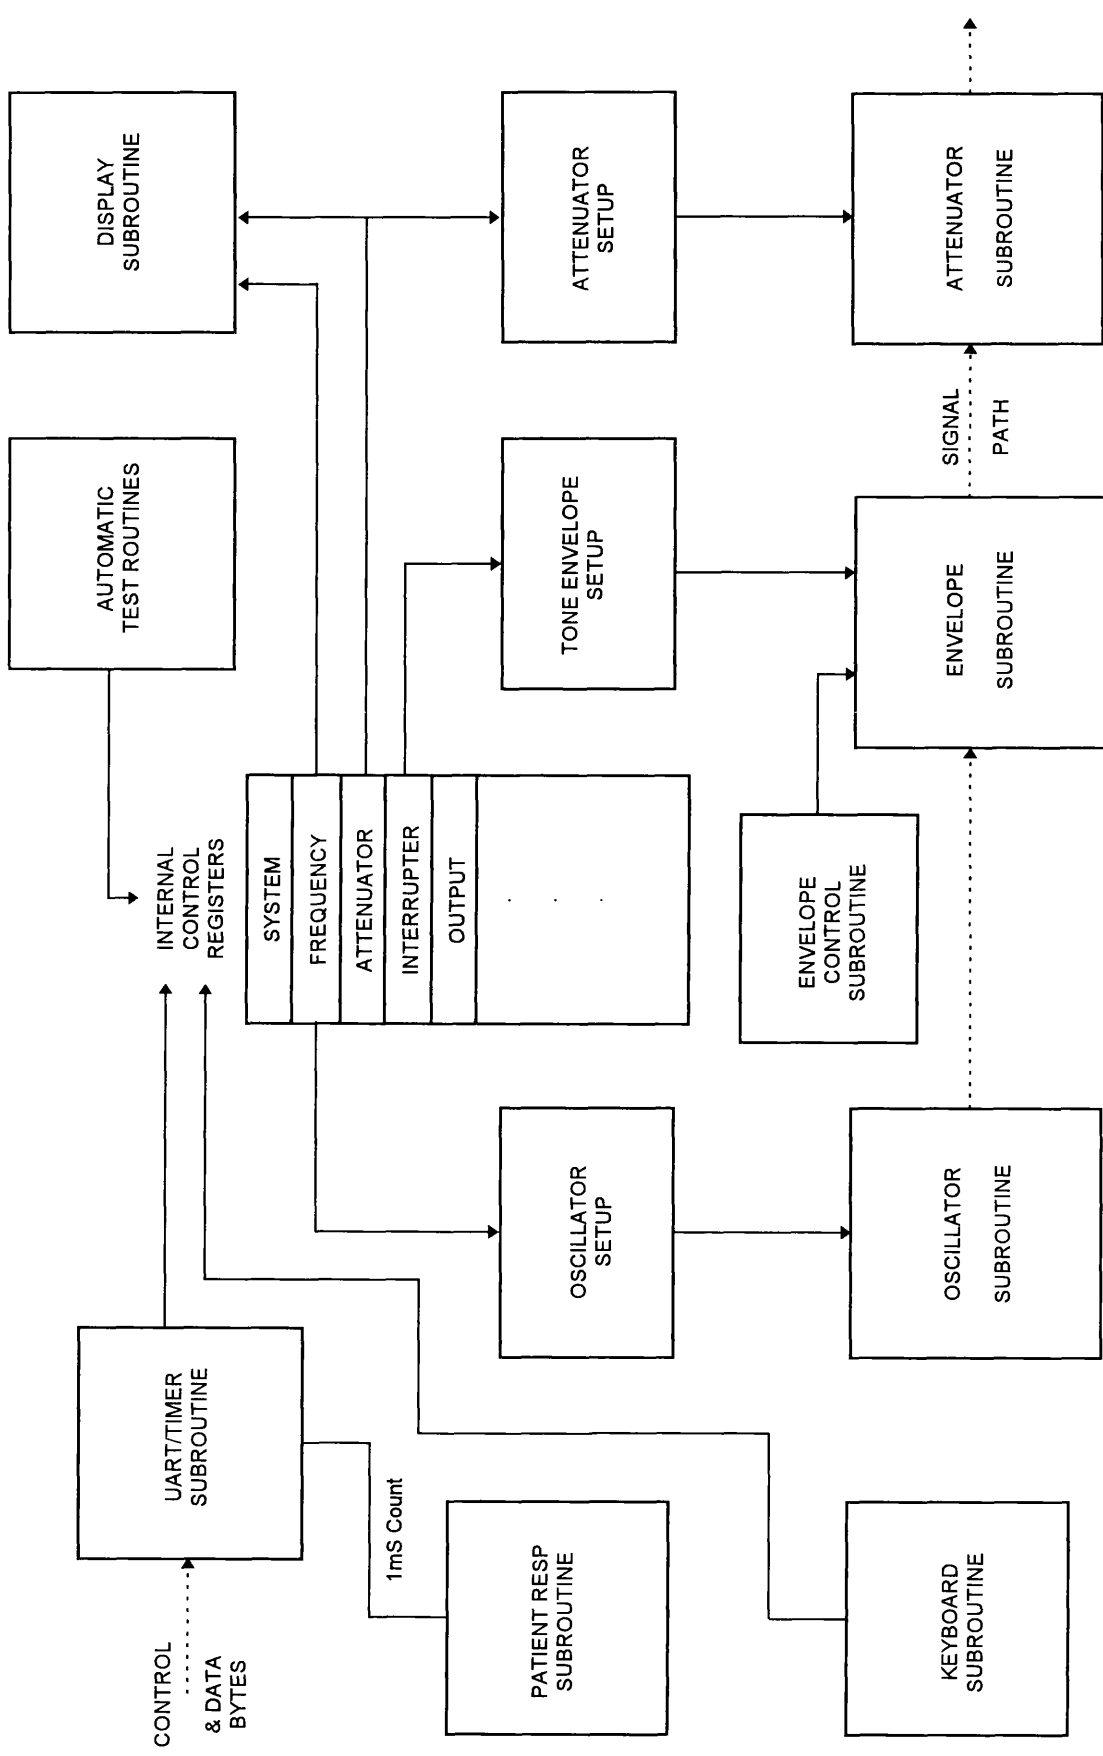 CONTROL
& DATA
BYTES
UART/TIMER
SUBROUTINE
1mS Count
PATIENT RESP
SUBROUTINE
KEYBOARD
SUBROUTINE
INTERNAL
CONTROL
REGISTERS
AUTOMATIC
TEST ROUTINES
DISPLAY
SUBROUTINE
SYSTEM
FREQUENCY
ATTENUATOR
INTERRUPTER
OUTPUT
OSCILLATOR
SETUP
TONE ENVELOPE
SETUP
ATTENUATOR
SETUP
ENVELOPE
CONTROL
SUBROUTINE
OSCILLATOR
SUBROUTINE
ENVELOPE
SUBROUTINE
SIGNAL
PATH
ATTENUATOR
SUBROUTINE